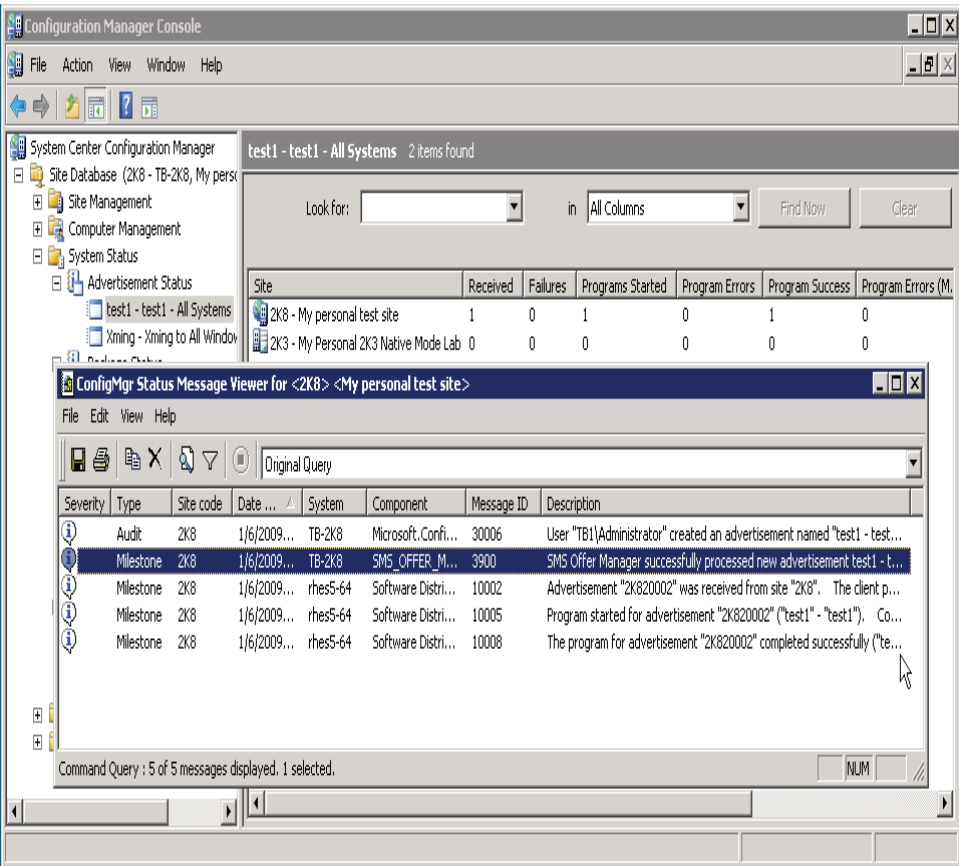 Configuration Manager Console
File Action View Window Help
System Center Configuration Manager
Site Database (2K8 - TB-2K8, My perso
Site Management
Computer Management
System Status
Advertisement Status
test1 - test1 - All Systems
Xming - Xming to All Window
test1 - test1 - All Systems 2 items found
Look for: in All Columns Find Now Clear
Site Received Failures Programs Started Program Errors Program Success Program Errors (M.
2K8 - My personal test site 1 0 1 0 1 0
2K3 - My Personal 2K3 Native Mode Lab 0 0 0 0 0 0
ConfigMgr Status Message Viewer for <2K8> <My personal test site>
File Edit View Help
Original Query
Severity Type Site code Date ... System Component Message ID Description
Audit 2K8 1/6/2009... TB-2K8 Microsoft.Confi... 30006 User "TB1\Administrator" created an advertisement named "test1 - test...
Milestone 2K8 1/6/2009... TB-2K8 SMS_OFFER_M... 3900 SMS Offer Manager successfully processed new advertisement test1 - t...
Milestone 2K8 1/6/2009... rhes5-64 Software Distri... 10002 Advertisement "2K820002" was received from site "2K8". The client p...
Milestone 2K8 1/6/2009... rhes5-64 Software Distri... 10005 Program started for advertisement "2K820002" ("test1" - "test1"). Co...
Milestone 2K8 1/6/2009... rhes5-64 Software Distri... 10008 The program for advertisement "2K820002" completed successfully ("te...
Command Query : 5 of 5 messages displayed. 1 selected.
NUM